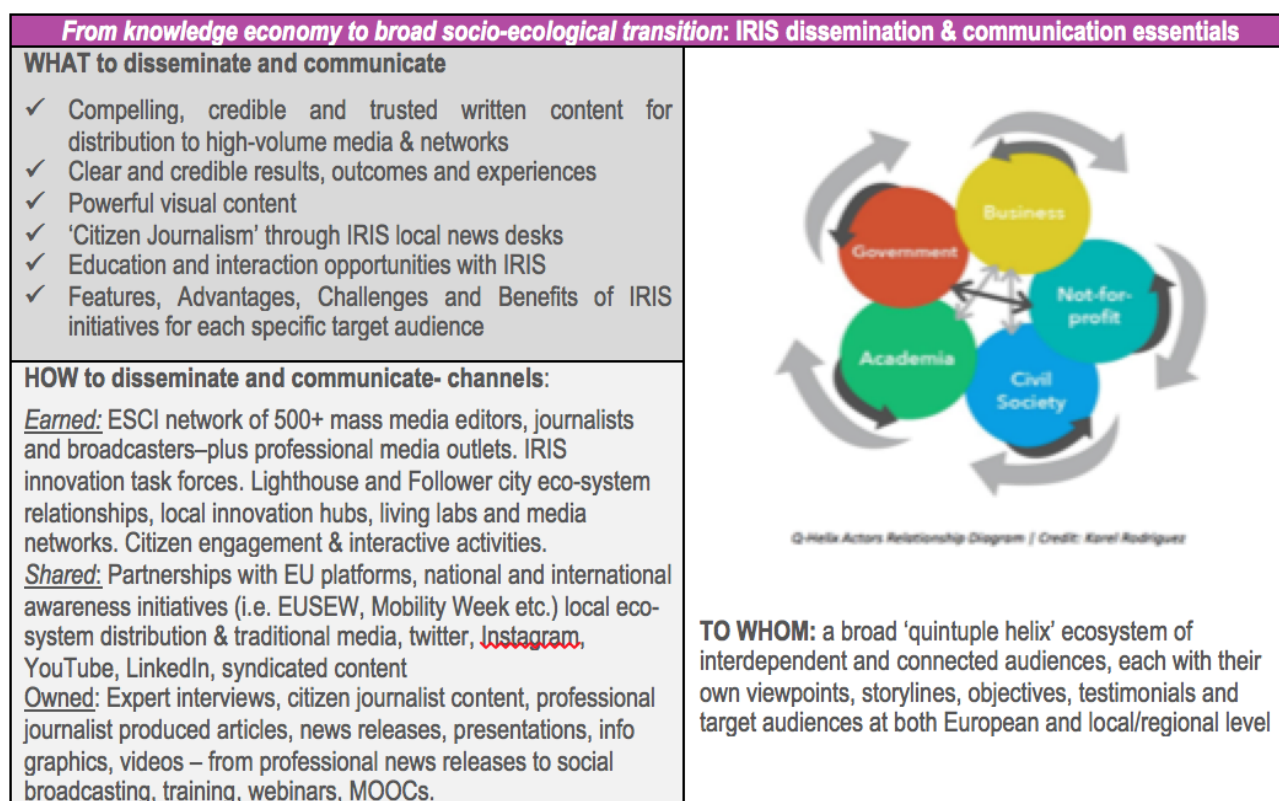 From knowledge economy to broad socio-ecological transition: IRIS dissemination & communication essentials
WHAT to disseminate and communicate
✓ Compelling, credible and trusted written content for
distribution to high-volume media & networks
✓ Clear and credible results, outcomes and experiences
✓ Powerful visual content
✓ ‘Citizen Journalism’ through IRIS local news desks
✓ Education and interaction opportunities with IRIS
✓ Features, Advantages, Challenges and Benefits of IRIS
initiatives for each specific target audience
HOW to disseminate and communicate- channels:
Earned: ESCI network of 500+ mass media editors, journalists
and broadcasters–plus professional media outlets. IRIS
innovation task forces. Lighthouse and Follower city eco-system
relationships, local innovation hubs, living labs and media
networks. Citizen engagement & interactive activities.
Shared: Partnerships with EU platforms, national and international
awareness initiatives (i.e. EUSEW, Mobility Week etc.) local eco-
system distribution & traditional media, twitter, Instagram,
YouTube, LinkedIn, syndicated content
Owned: Expert interviews, citizen journalist content, professional
journalist produced articles, news releases, presentations, info
graphics, videos – from professional news releases to social
broadcasting, training, webinars, MOOCs.
Business
Government
Not-for-
profit
Academia
Civil
Society
Q-Helix Actors Relationship Diagram | Credit: Karel Rodriguez
TO WHOM: a broad ‘quintuple helix’ ecosystem of
interdependent and connected audiences, each with their
own viewpoints, storylines, objectives, testimonials and
target audiences at both European and local/regional level